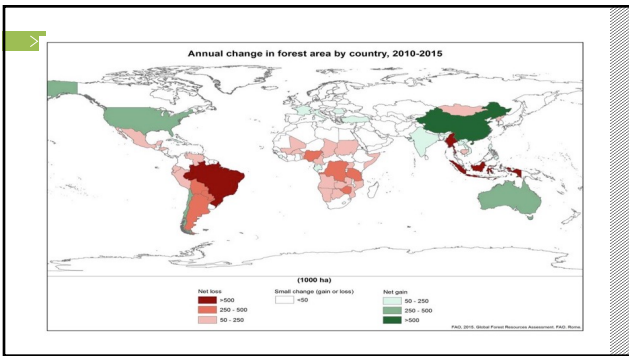 Annual change in forest area by country, 2010-2015
(1000 ha)
Net loss
>500
250 - 500
50 - 250
Small change (gain or loss)
<50
Net gain
50 - 250
250 - 500
>500
FAO. 2015. Global Forest Resources Assessment. FAO. Rome